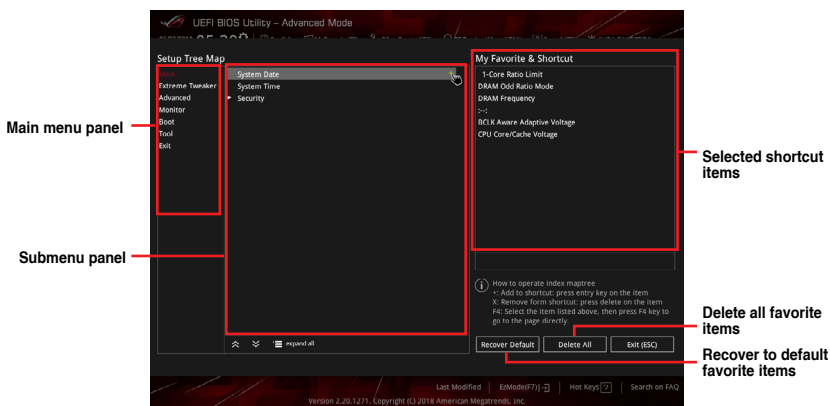 UEFI BIOS Utility – Advanced Mode
Setup Tree Map
Main
Extreme Tweaker
Advanced
Monitor
Boot
Tool
Exit
System Date
System Time
Security
expand all
My Favorite & Shortcut
1-Core Ratio Limit
DRAM Odd Ratio Mode
DRAM Frequency
:--:
BCLK Aware Adaptive Voltage
CPU Core/Cache Voltage
How to operate index maptree
+: Add to shortcut: press entry key on the item
X: Remove form shortcut: press delete on the item
F4: Select the item listed above, then press F4 key to
go to the page directly.
Recover Default
Delete All
Exit (ESC)
Last Modified
EzMode(F7)
Hot Keys ?
Search on FAQ
Version 2.20.1271. Copyright (C) 2018 American Megatrends, Inc.
Main menu panel
Submenu panel
Selected shortcut
items
Delete all favorite
items
Recover to default
favorite items